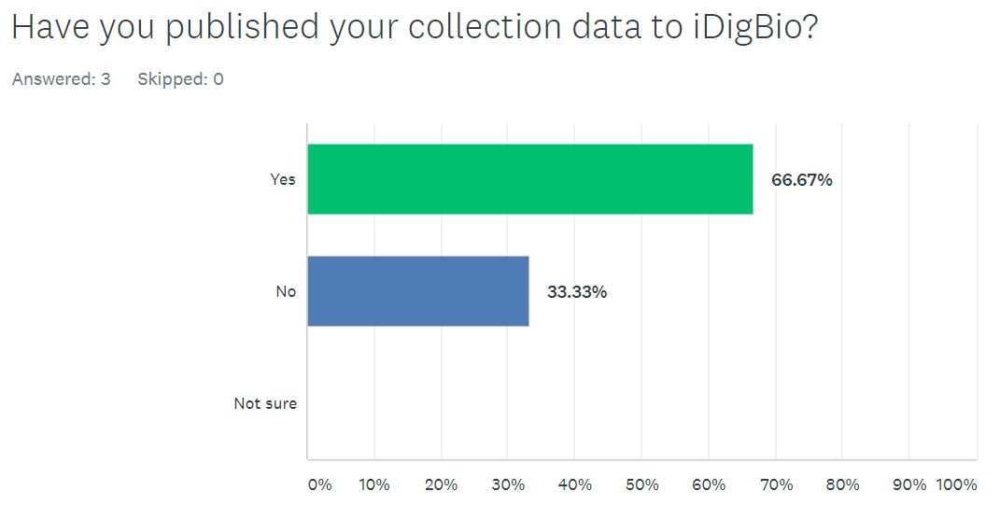 Have you published your collection data to iDigBio?
Answered: 3 Skipped: 0
Yes 66.67%
No 33.33%
Not sure
0% 10% 20% 30% 40% 50% 60% 70% 80% 90% 100%